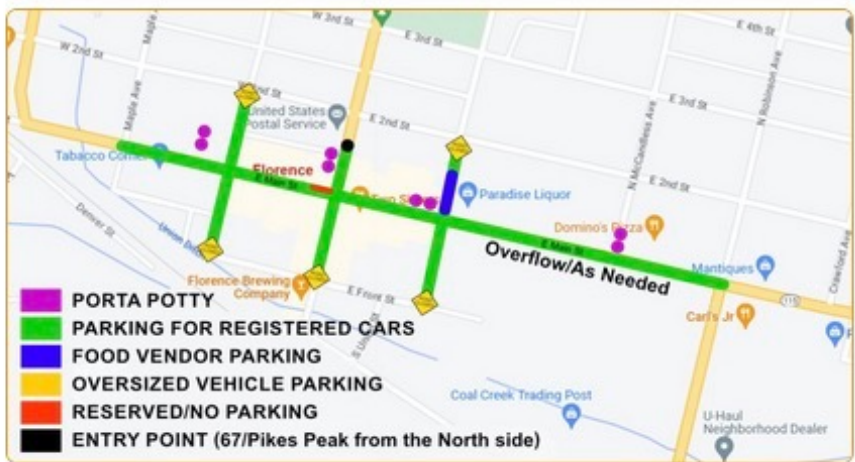 W 3rd St
E 3rd St
E 4th St
W 2nd St
Maple Ave
United States
Postal Service
E 2nd St
E 3rd St
N Robinson Ave
N McCandless Ave
Tabacco Corner
Florence
E Main St
Paradise Liquor
E 2nd St
Domino's Pizza
Denver St
E Main St
Overflow/As Needed
Mantiques
Crawford Ave
115
Florence Brewing
Company
E Front St
Carl's Jr
Coal Creek Trading Post
U-Haul
Neighborhood Dealer
PORTA POTTY
PARKING FOR REGISTERED CARS
FOOD VENDOR PARKING
OVERSIZED VEHICLE PARKING
RESERVED/NO PARKING
ENTRY POINT (67/Pikes Peak from the North side)